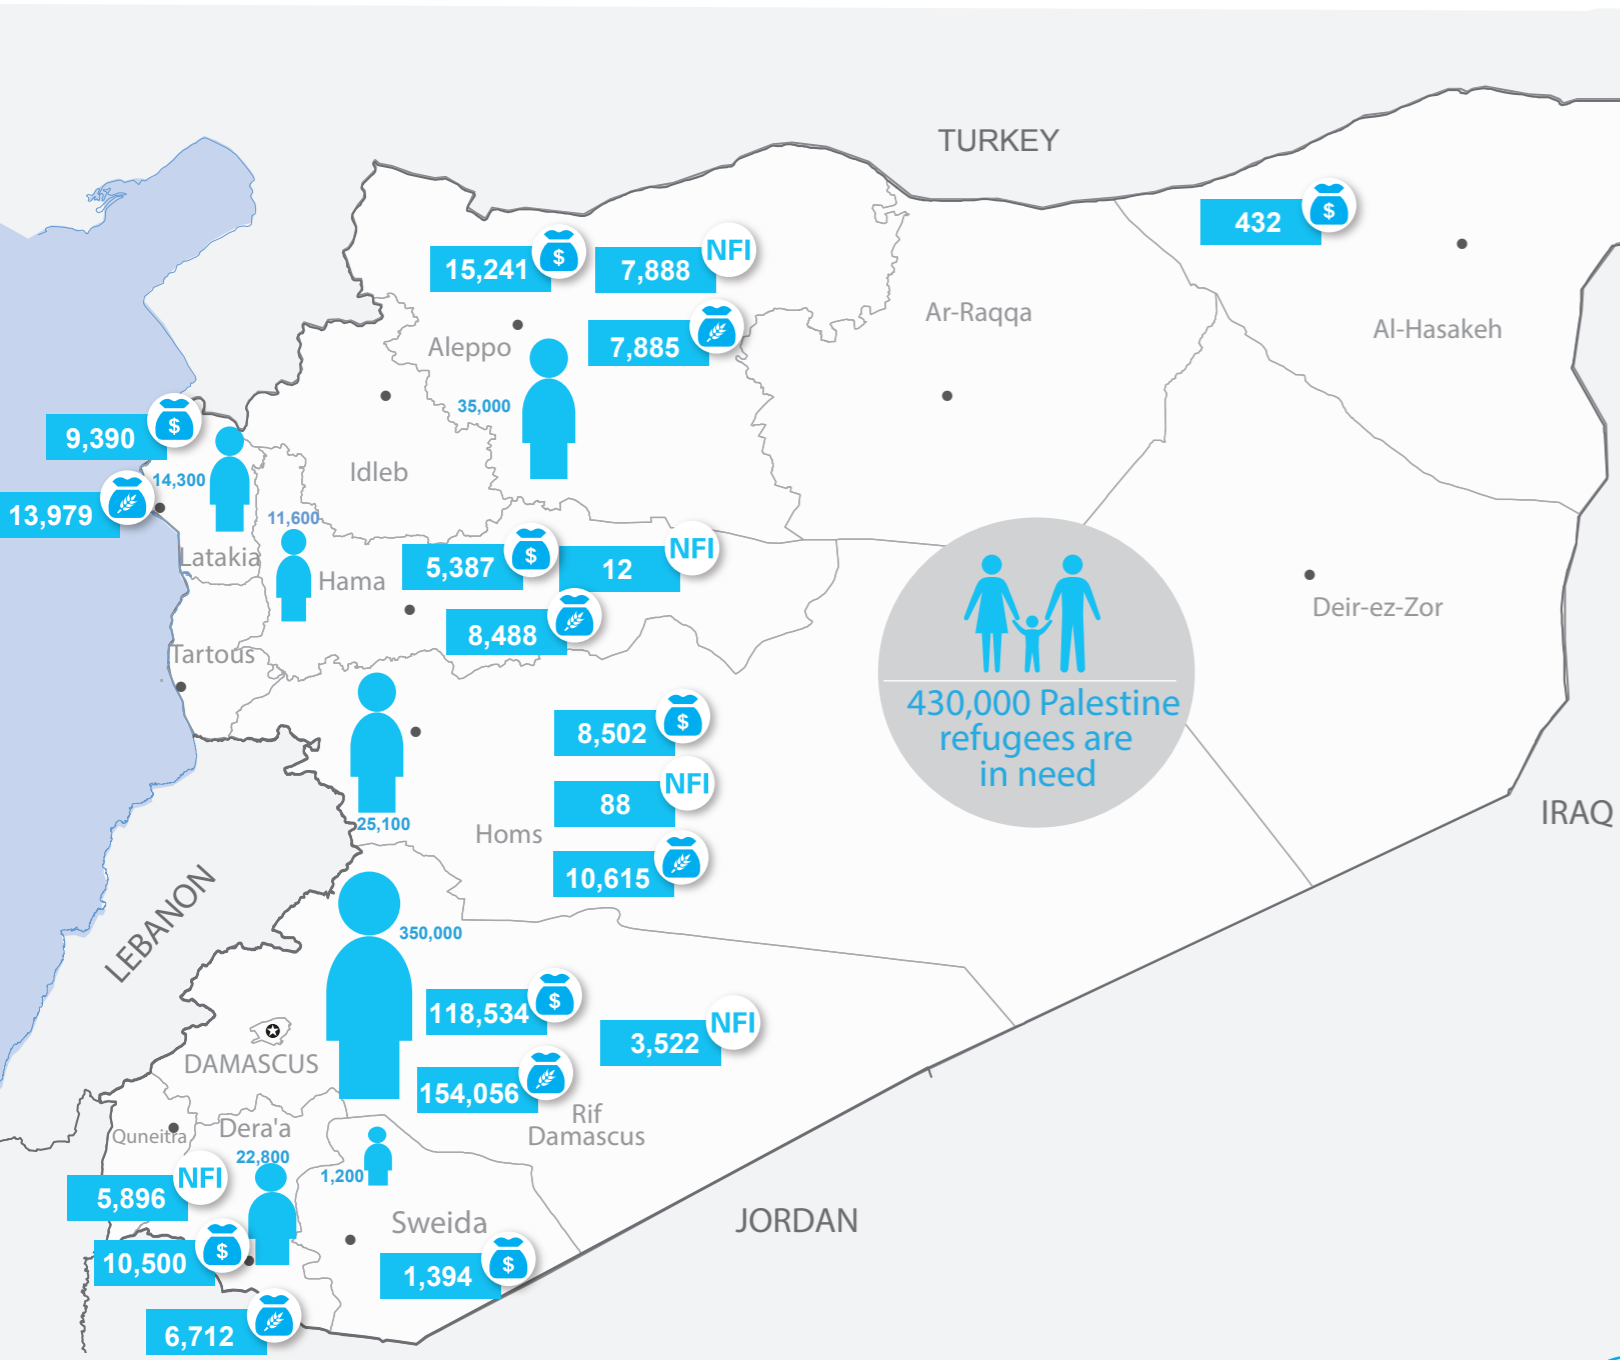 TURKEY
432
$
15,241
$
7,888
NFI
Ar-Raqqa
Al-Hasakeh
Aleppo
7,885
35,000
9,390
$
14,300
Idleb
13,979
11,600
Latakia
Hama
5,387
$
12
NFI
8,488
Deir-ez-Zor
Tartous
430,000 Palestine
refugees are
in need
8,502
$
88
NFI
IRAQ
25,100
Homs
10,615
LEBANON
350,000
118,534
$
3,522
NFI
DAMASCUS
154,056
Rif
Damascus
Quneitra
Dera'a
22,800
1,200
5,896
NFI
Sweida
JORDAN
10,500
$
1,394
$
6,712